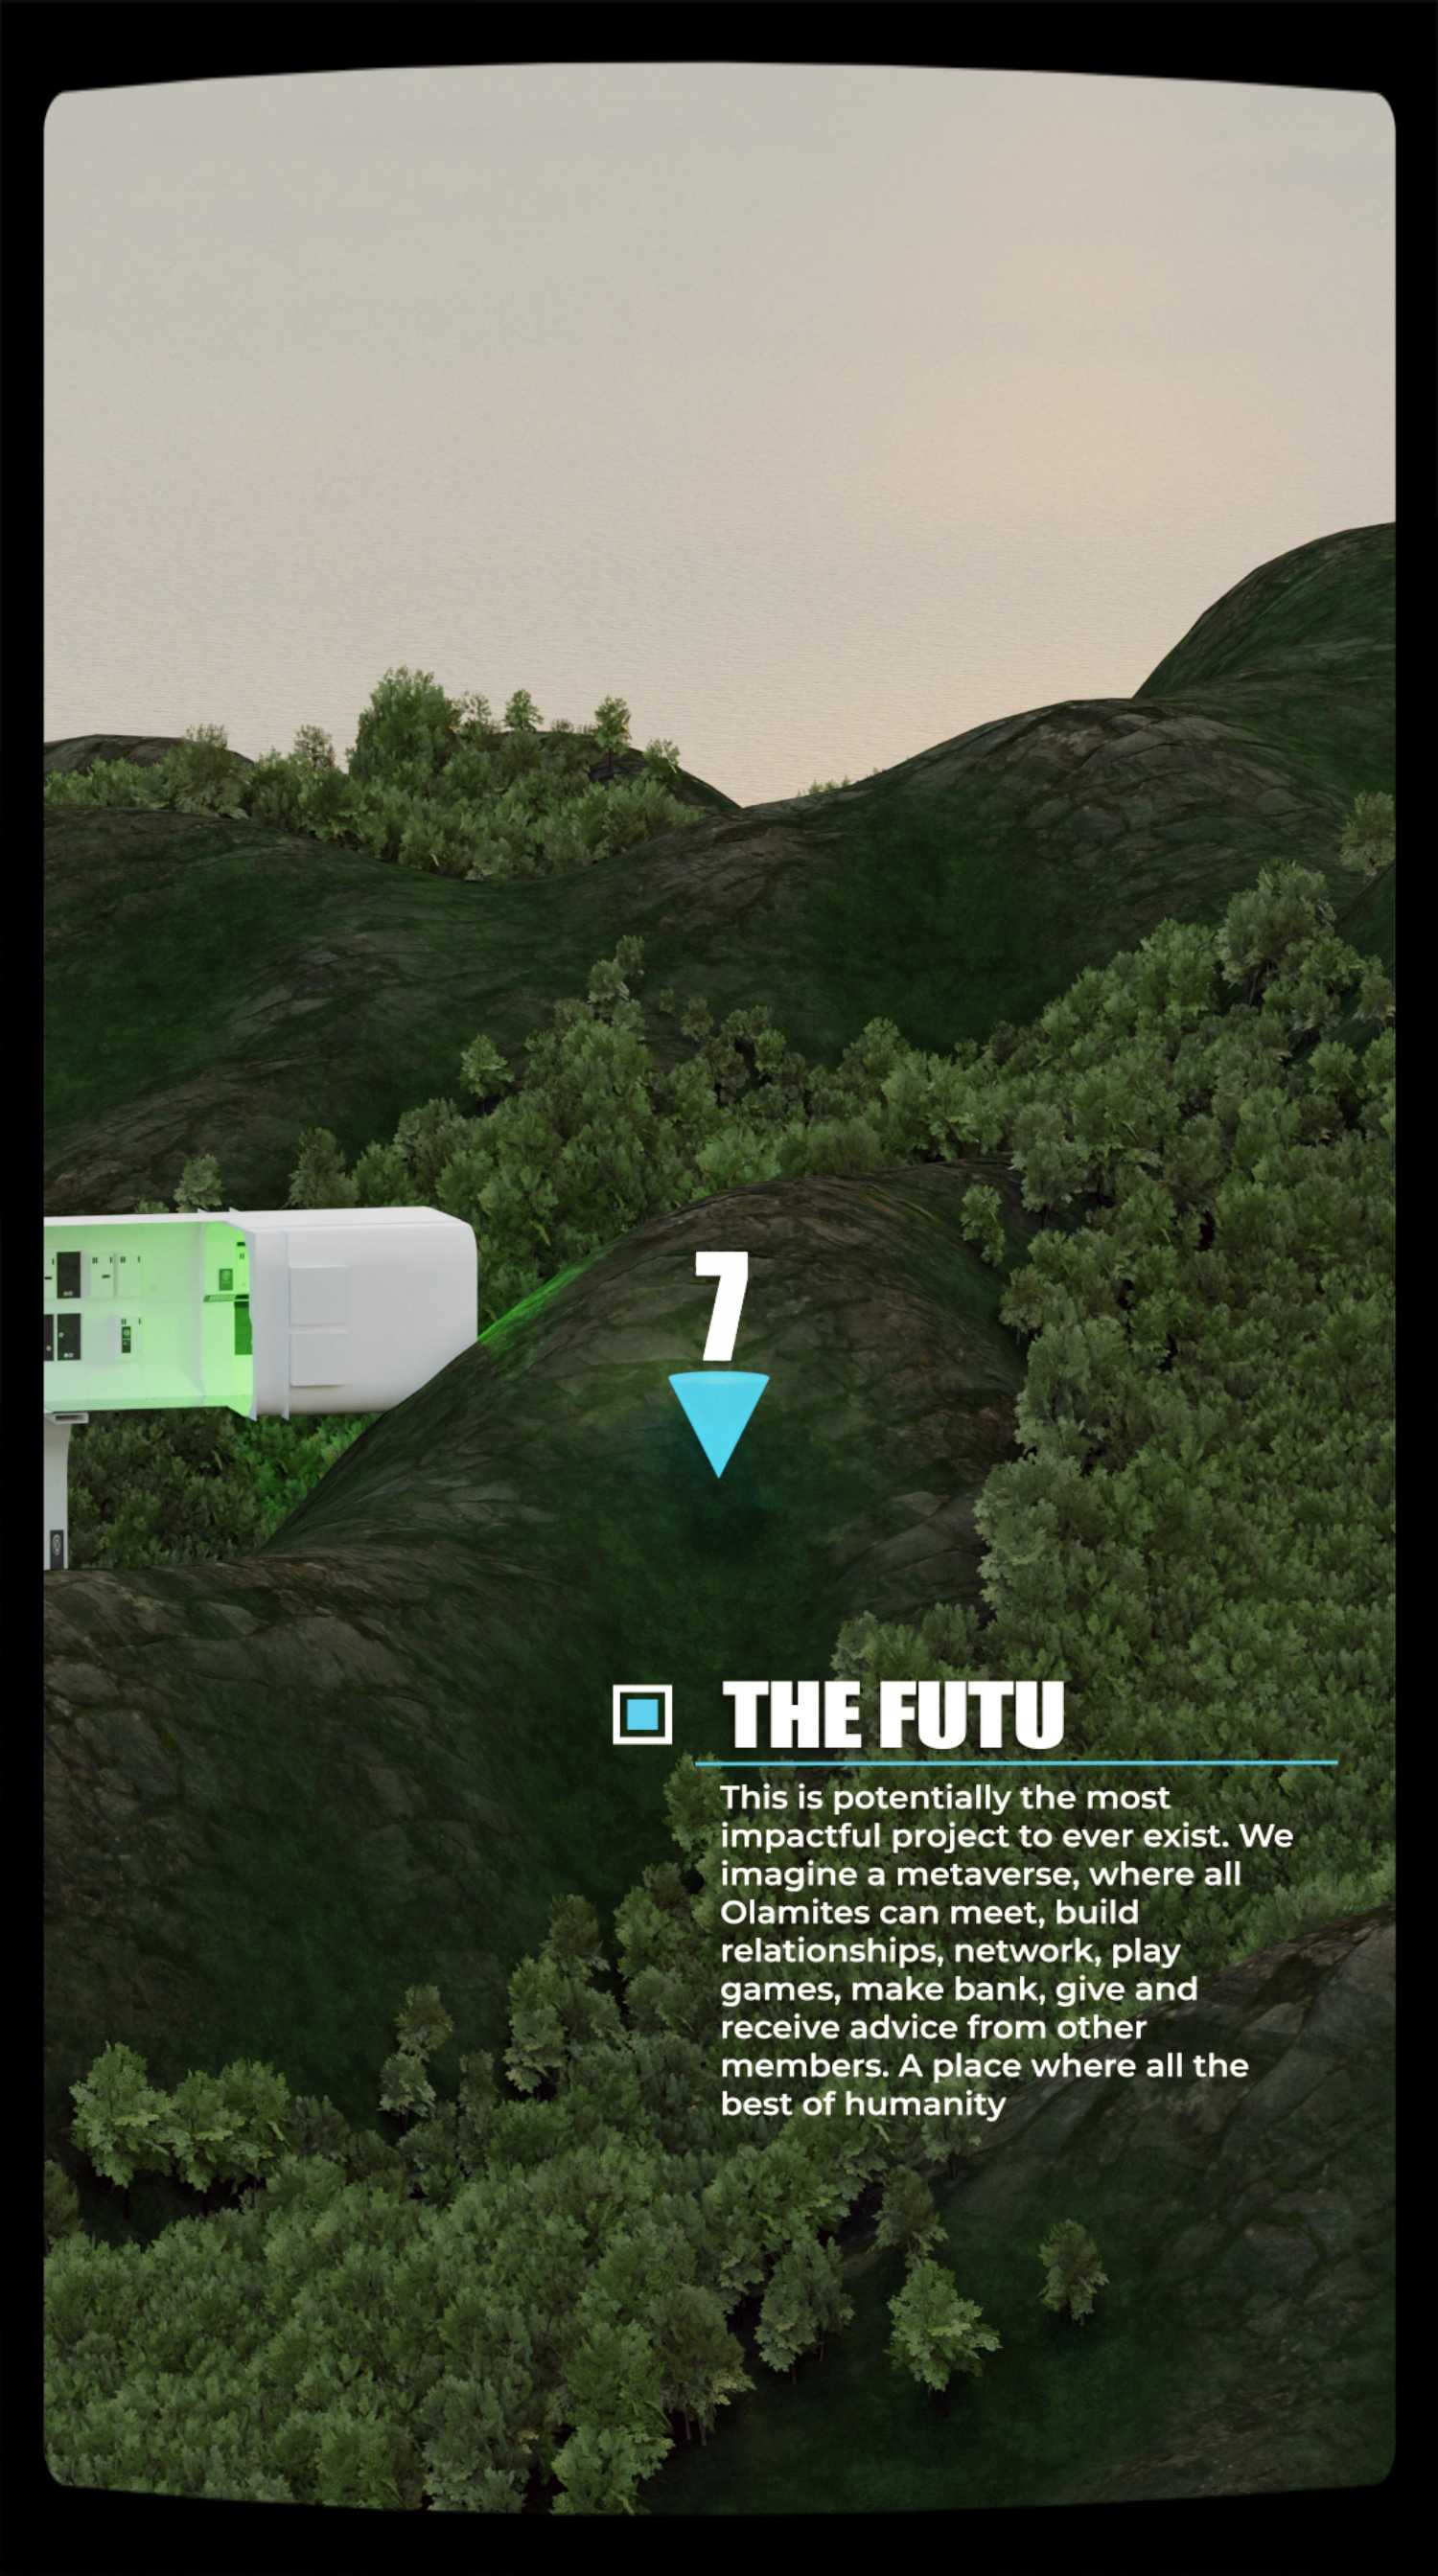 7
THE FUTU
This is potentially the most
impactful project to ever exist. We
imagine a metaverse, where all
Olamites can meet, build
relationships, network, play
games, make bank, give and
receive advice from other
members. A place where all the
best of humanity